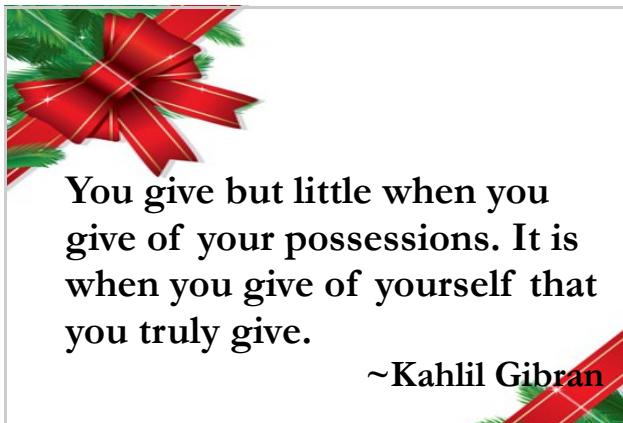 You give but little when you
give of your possessions. It is
when you give of yourself that
you truly give.
~Kahlil Gibran